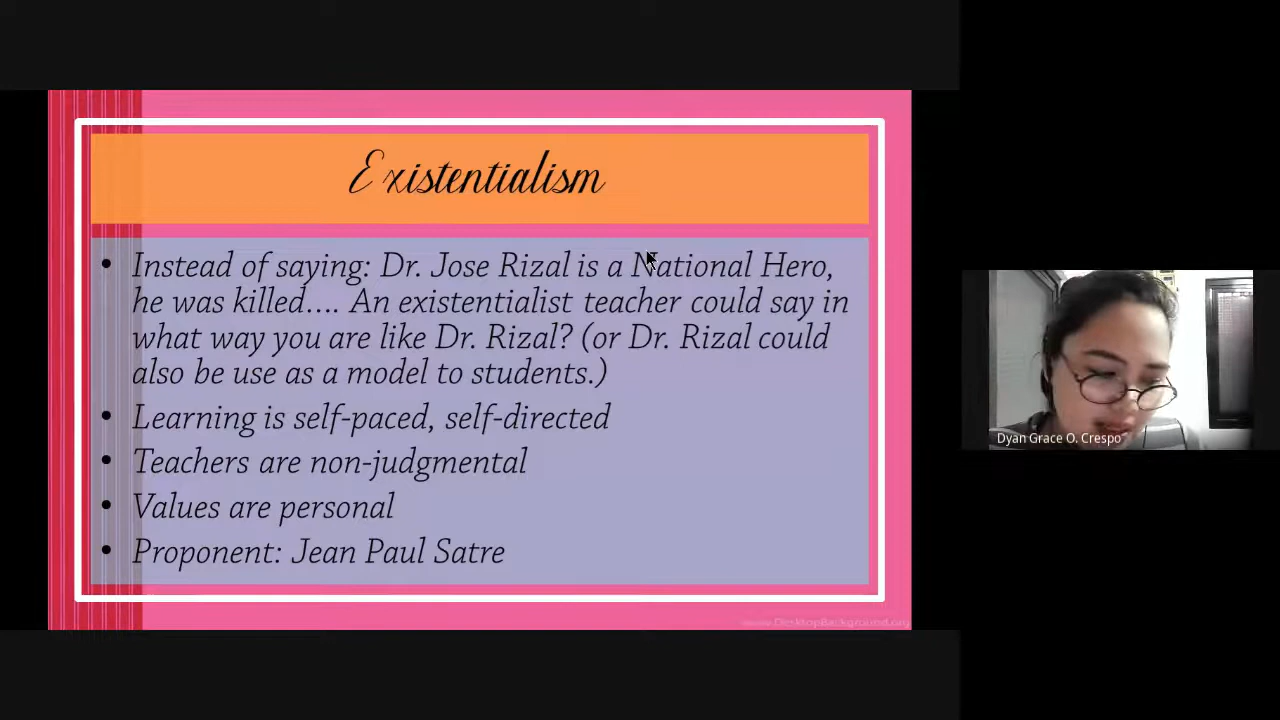 Existentialism
• Instead of saying: Dr. Jose Rizal is a National Hero,
he was killed.... An existentialist teacher could say in
what way you are like Dr. Rizal? (or Dr. Rizal could
also be use as a model to students.)
• Learning is self-paced, self-directed
• Teachers are non-judgmental
• Values are personal
• Proponent: Jean Paul Satre
www.DesktopBackground.org
Dyan Grace O. Crespo